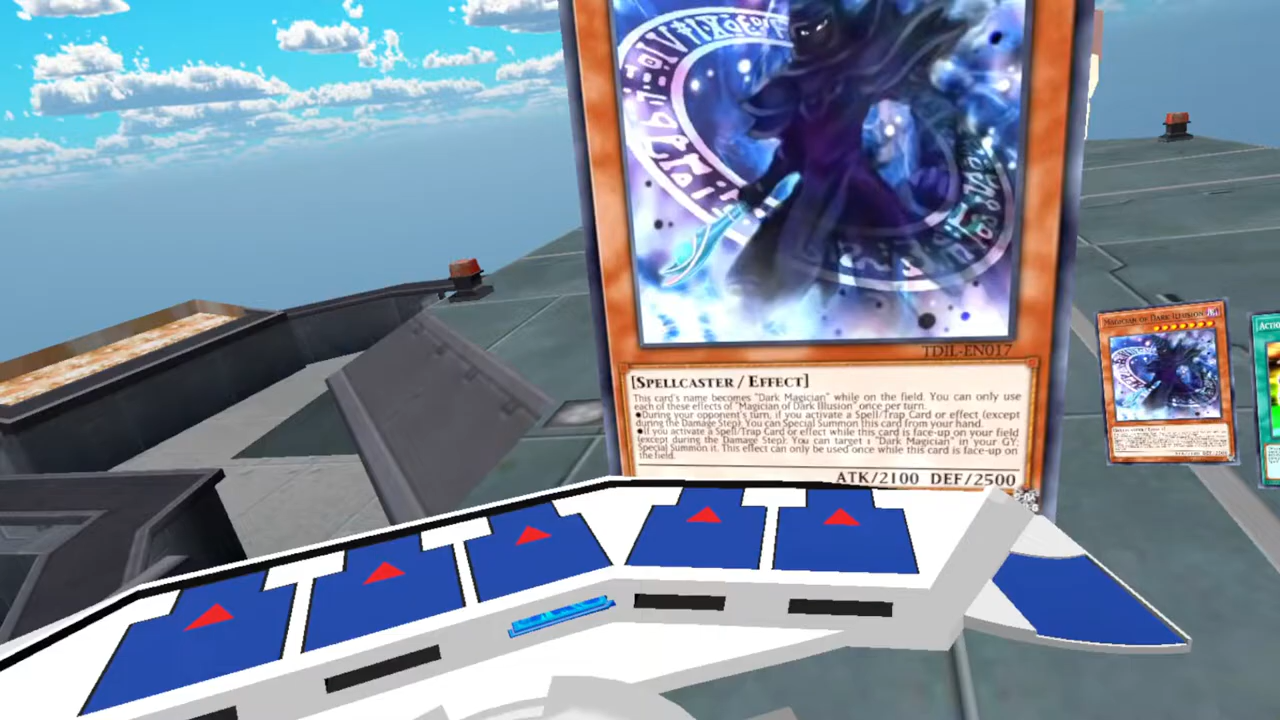 TDIL-EN017
[SPELLCASTER / EFFECT]
This card's name becomes "Dark Magician" while on the field. You can only use
each of these effects of "Magician of Dark Illusion" once per turn.
●During your opponent's turn, if you activate a Spell/Trap Card or effect (except
during the Damage Step): You can Special Summon this card from your hand.
●If you activate a Spell/Trap Card or effect while this card is face-up on your field
(except during the Damage Step): You can target 1 "Dark Magician" in your GY;
Special Summon it. This effect can only be used once while this card is face-up on
the field.
ATK/2100 DEF/2500
MAGICIAN OF DARK ILLUSION
ACTIO